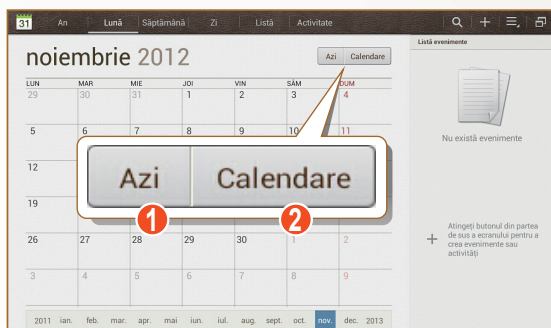 31 An Lună Săptămână Zi Listă Activitate
noiembrie 2012
Azi Calendare
Listă evenimente
LUN MAR MIE JOI VIN SÂM DUM
29 30 31 1 2 3 4
5 6 7 8 9 10 11
Nu există evenimente
12
Azi Calendare
19
1 2
Atingeți butonul din partea
de sus a ecranului pentru a
crea evenimente sau
activități
26 27 28 29 30 1 2
3 4 5 6 7 8 9
2011 ian. feb. mar. apr. mai iun. iul. aug. sept. oct. nov. dec. 2013